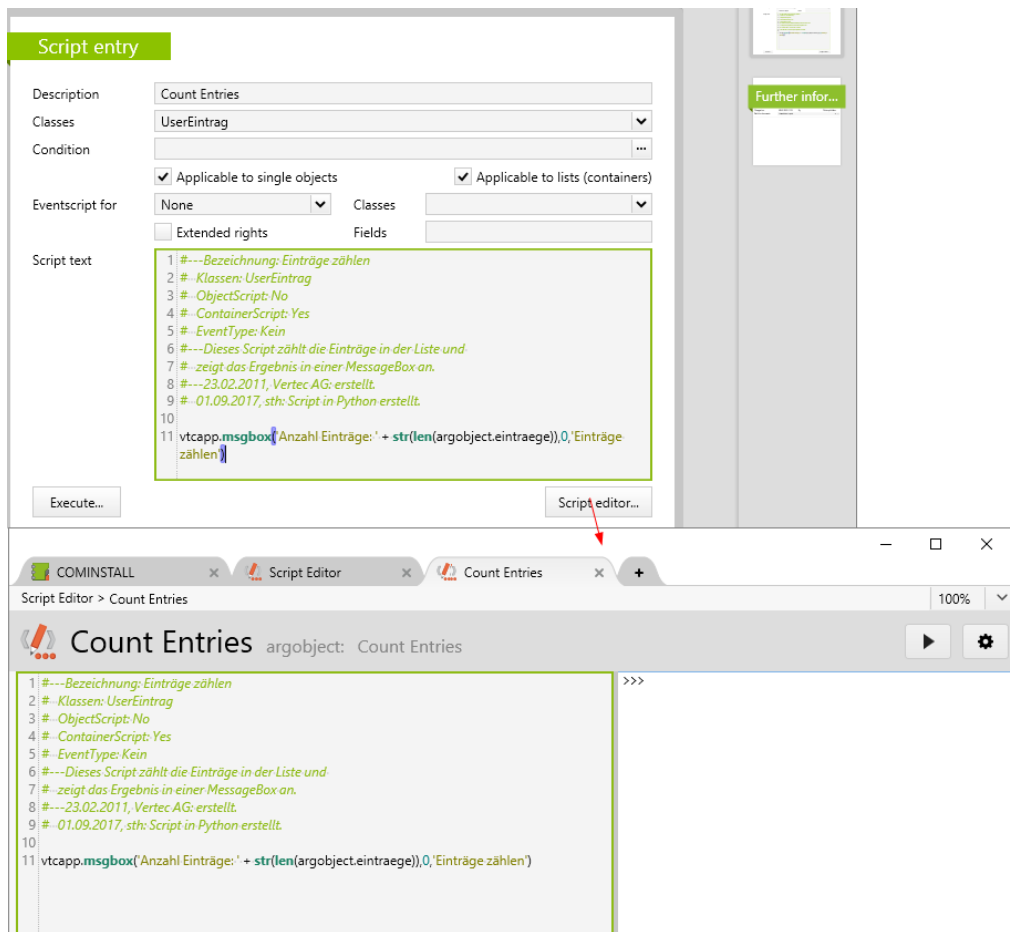 Script entry
Description Count Entries
Classes UserEintrag
Condition ...
Applicable to single objects Applicable to lists (containers)
Eventscript for None Classes
Extended rights Fields
Script text
1 #---Bezeichnung: Einträge zählen
2 # Klassen: UserEintrag
3 # ObjectScript: No
4 # ContainerScript: Yes
5 # EventType: Kein
6 #---Dieses Script zählt die Einträge in der Liste und
7 # zeigt das Ergebnis in einer MessageBox an.
8 #---23.02.2011, Vertec AG: erstellt.
9 # 01.09.2017, sth: Script in Python erstellt.
10
11 vtcapp.msgbox('Anzahl Einträge: ' + str(len(argobject.eintraege)),0,'Einträge
zählen')
Execute... Script editor...
Further infor...
COMINSTALL × Script Editor × Count Entries × +
Script Editor > Count Entries 100%
Count Entries argobject: Count Entries
1 #---Bezeichnung: Einträge zählen
2 # Klassen: UserEintrag
3 # ObjectScript: No
4 # ContainerScript: Yes
5 # EventType: Kein
6 #---Dieses Script zählt die Einträge in der Liste und
7 # zeigt das Ergebnis in einer MessageBox an.
8 #---23.02.2011, Vertec AG: erstellt.
9 # 01.09.2017, sth: Script in Python erstellt.
10
11 vtcapp.msgbox('Anzahl Einträge: ' + str(len(argobject.eintraege)),0,'Einträge zählen')
>>>